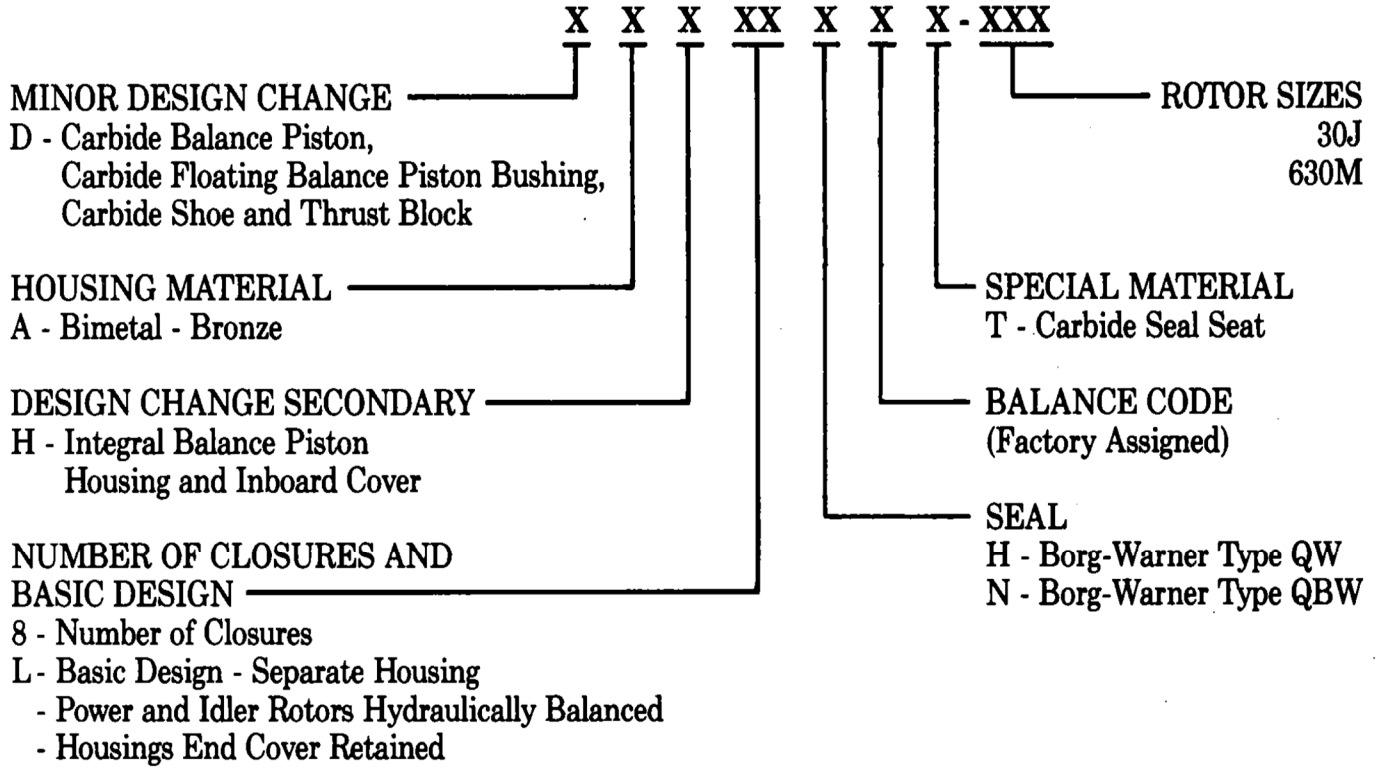 X X X XX X X X - XXX
MINOR DESIGN CHANGE
D - Carbide Balance Piston,
Carbide Floating Balance Piston Bushing,
Carbide Shoe and Thrust Block
HOUSING MATERIAL
A - Bimetal - Bronze
DESIGN CHANGE SECONDARY
H - Integral Balance Piston
Housing and Inboard Cover
NUMBER OF CLOSURES AND
BASIC DESIGN
8 - Number of Closures
L - Basic Design - Separate Housing
- Power and Idler Rotors Hydraulically Balanced
- Housings End Cover Retained
ROTOR SIZES
30J
630M
SPECIAL MATERIAL
T - Carbide Seal Seat
BALANCE CODE
(Factory Assigned)
SEAL
H - Borg-Warner Type QW
N - Borg-Warner Type QBW